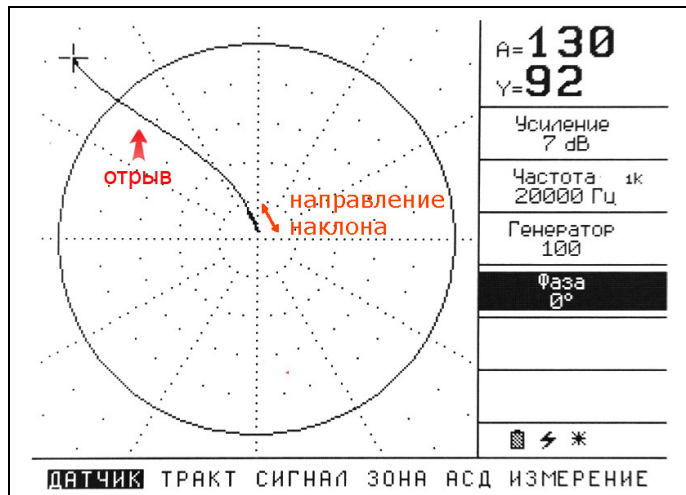 A=130
Y=92
Усиление
7 dB
Частота 1k
20000 Гц
Генератор
100
Фаза
0°
отрыв
направление
наклона
ДАТЧИК ТРАКТ СИГНАЛ ЗОНА АСД ИЗМЕРЕНИЕ